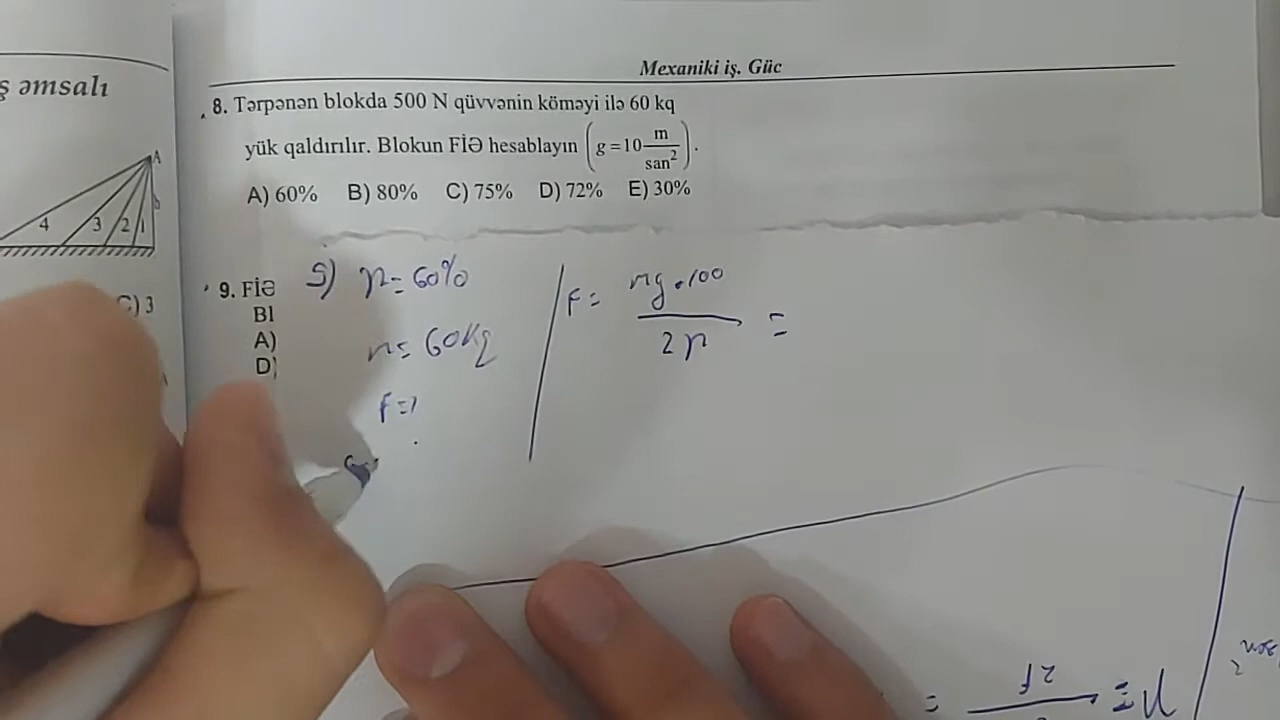 ş əmsalı
A
b
4 3 2 1
C) 3
Mexaniki iş. Güc
8. Tərpənən blokda 500 N qüvvənin köməyi ilə 60 kq
yük qaldırılır. Blokun FİƏ hesablayın (g=10 m/san²).
A) 60% B) 80% C) 75% D) 72% E) 30%
9. FİƏ
Bl
A)
D)
5) η = 60%
m = 60kq
F = ?
F = mg·100 / 2η =